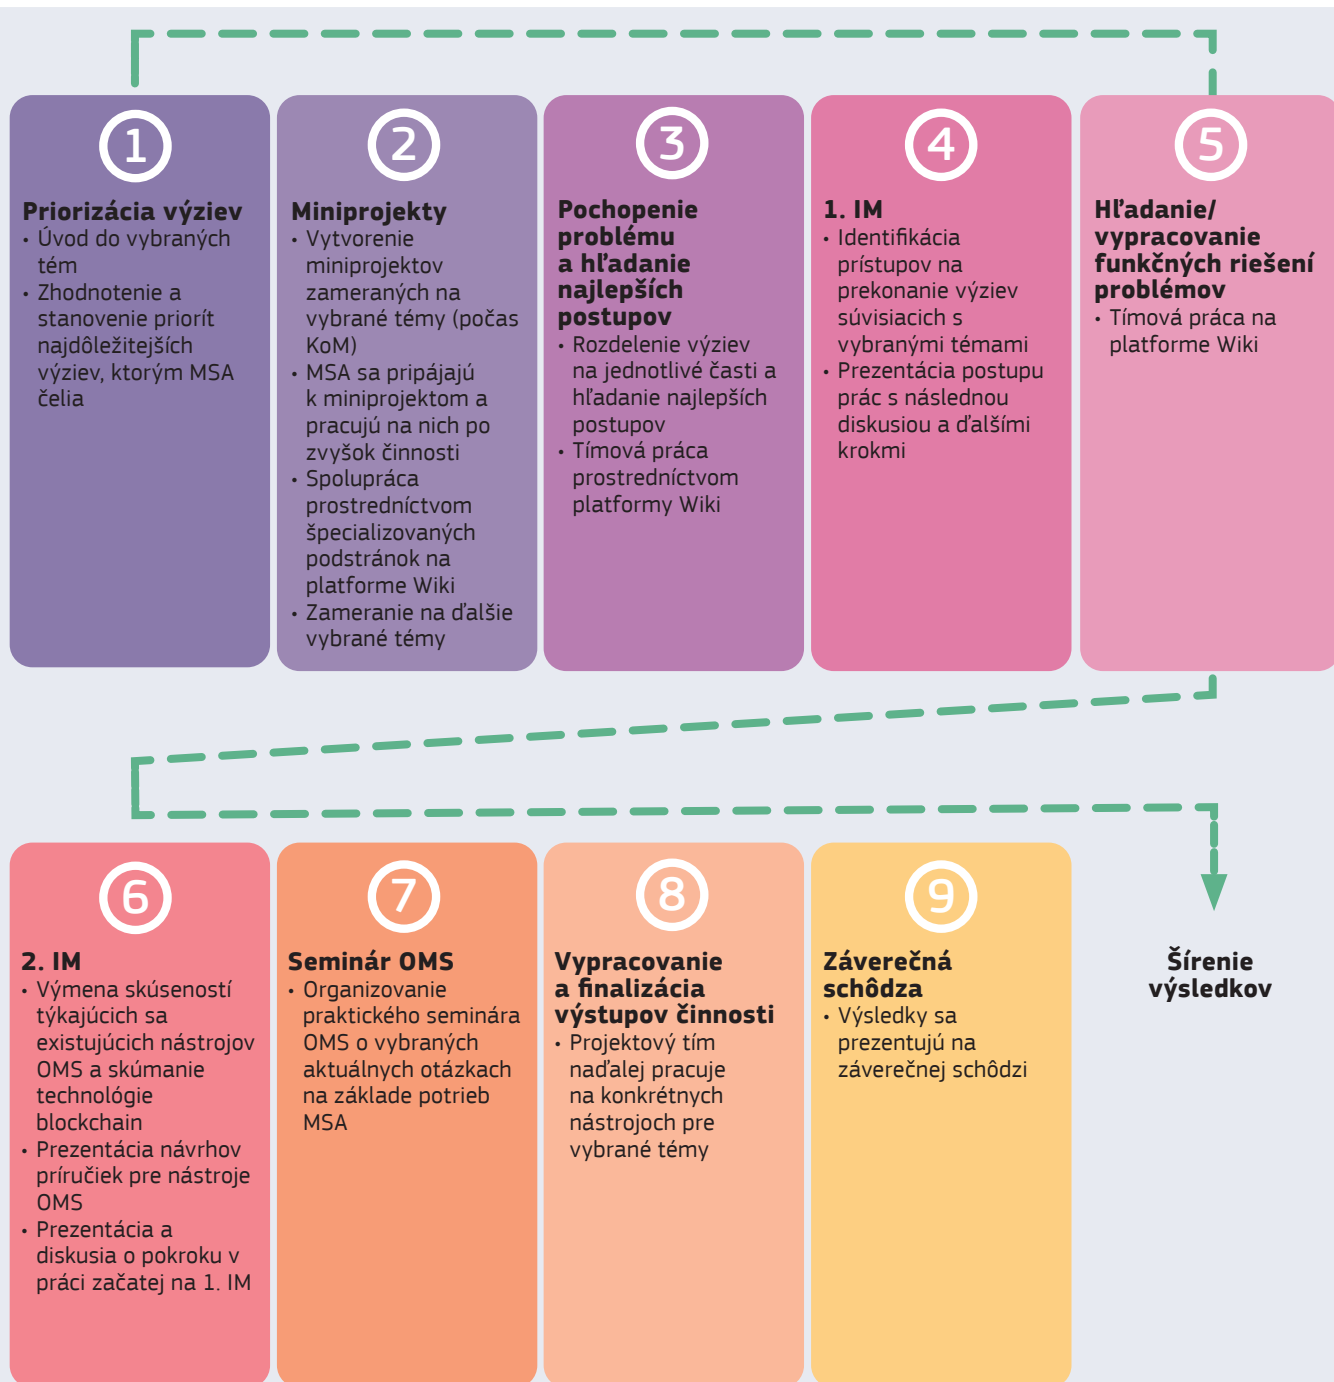 1
Priorizácia výziev
• Úvod do vybraných
tém
• Zhodnotenie a
stanovenie priorít
najdôležitejších
výziev, ktorým MSA
čelia
2
Miniprojekty
• Vytvorenie
miniprojektov
zameraných na
vybrané témy (počas
KoM)
• MSA sa pripájajú
k miniprojektom a
pracujú na nich po
zvyšok činnosti
• Spolupráca
prostredníctvom
špecializovaných
podstránok na
platforme Wiki
• Zameranie na ďalšie
vybrané témy
3
Pochopenie
problému
a hľadanie
najlepších
postupov
• Rozdelenie výziev
na jednotlivé časti a
hľadanie najlepších
postupov
• Tímová práca
prostredníctvom
platformy Wiki
4
1. IM
• Identifikácia
prístupov na
prekonanie výziev
súvisiacich s
vybranými témami
• Prezentácia postupu
prác s následnou
diskusiou a ďalšími
krokmi
5
Hľadanie/
vypracovanie
funkčných riešení
problémov
• Tímová práca na
platforme Wiki
6
2. IM
• Výmena skúseností
týkajúcich sa
existujúcich nástrojov
OMS a skúmanie
technológie
blockchain
• Prezentácia návrhov
príručiek pre nástroje
OMS
• Prezentácia a
diskusia o pokroku v
práci začatej na 1. IM
7
Seminár OMS
• Organizovanie
praktického seminára
OMS o vybraných
aktuálnych otázkach
na základe potrieb
MSA
8
Vypracovanie
a finalizácia
výstupov činnosti
• Projektový tím
naďalej pracuje
na konkrétnych
nástrojoch pre
vybrané témy
9
Záverečná
schôdza
• Výsledky sa
prezentujú na
záverečnej schôdzi
Šírenie
výsledkov